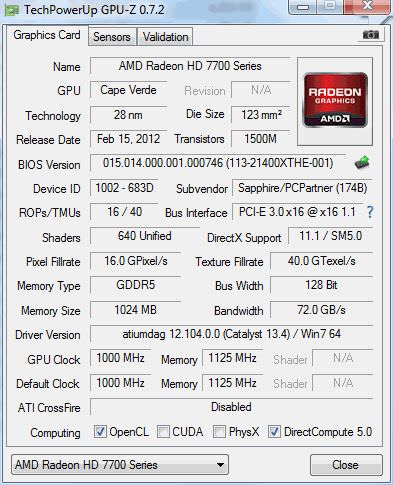 TechPowerUp GPU-Z 0.7.2
Graphics Card Sensors Validation
Name AMD Radeon HD 7700 Series
GPU Cape Verde Revision N/A
RADEON
GRAPHICS
AMD
Technology 28 nm Die Size 123 mm²
Release Date Feb 15, 2012 Transistors 1500M
BIOS Version 015.014.000.001.000746 (113-21400XTHE-001)
Device ID 1002 - 683D Subvendor Sapphire/PCPartner (174B)
ROPs/TMUs 16 / 40 Bus Interface PCI-E 3.0 x16 @ x16 1.1 ?
Shaders 640 Unified DirectX Support 11.1 / SM5.0
Pixel Fillrate 16.0 GPixel/s Texture Fillrate 40.0 GTexel/s
Memory Type GDDR5 Bus Width 128 Bit
Memory Size 1024 MB Bandwidth 72.0 GB/s
Driver Version atiumdag 12.104.0.0 (Catalyst 13.4) / Win7 64
GPU Clock 1000 MHz Memory 1125 MHz Shader N/A
Default Clock 1000 MHz Memory 1125 MHz Shader N/A
ATI CrossFire Disabled
Computing OpenCL CUDA PhysX DirectCompute 5.0
AMD Radeon HD 7700 Series Close